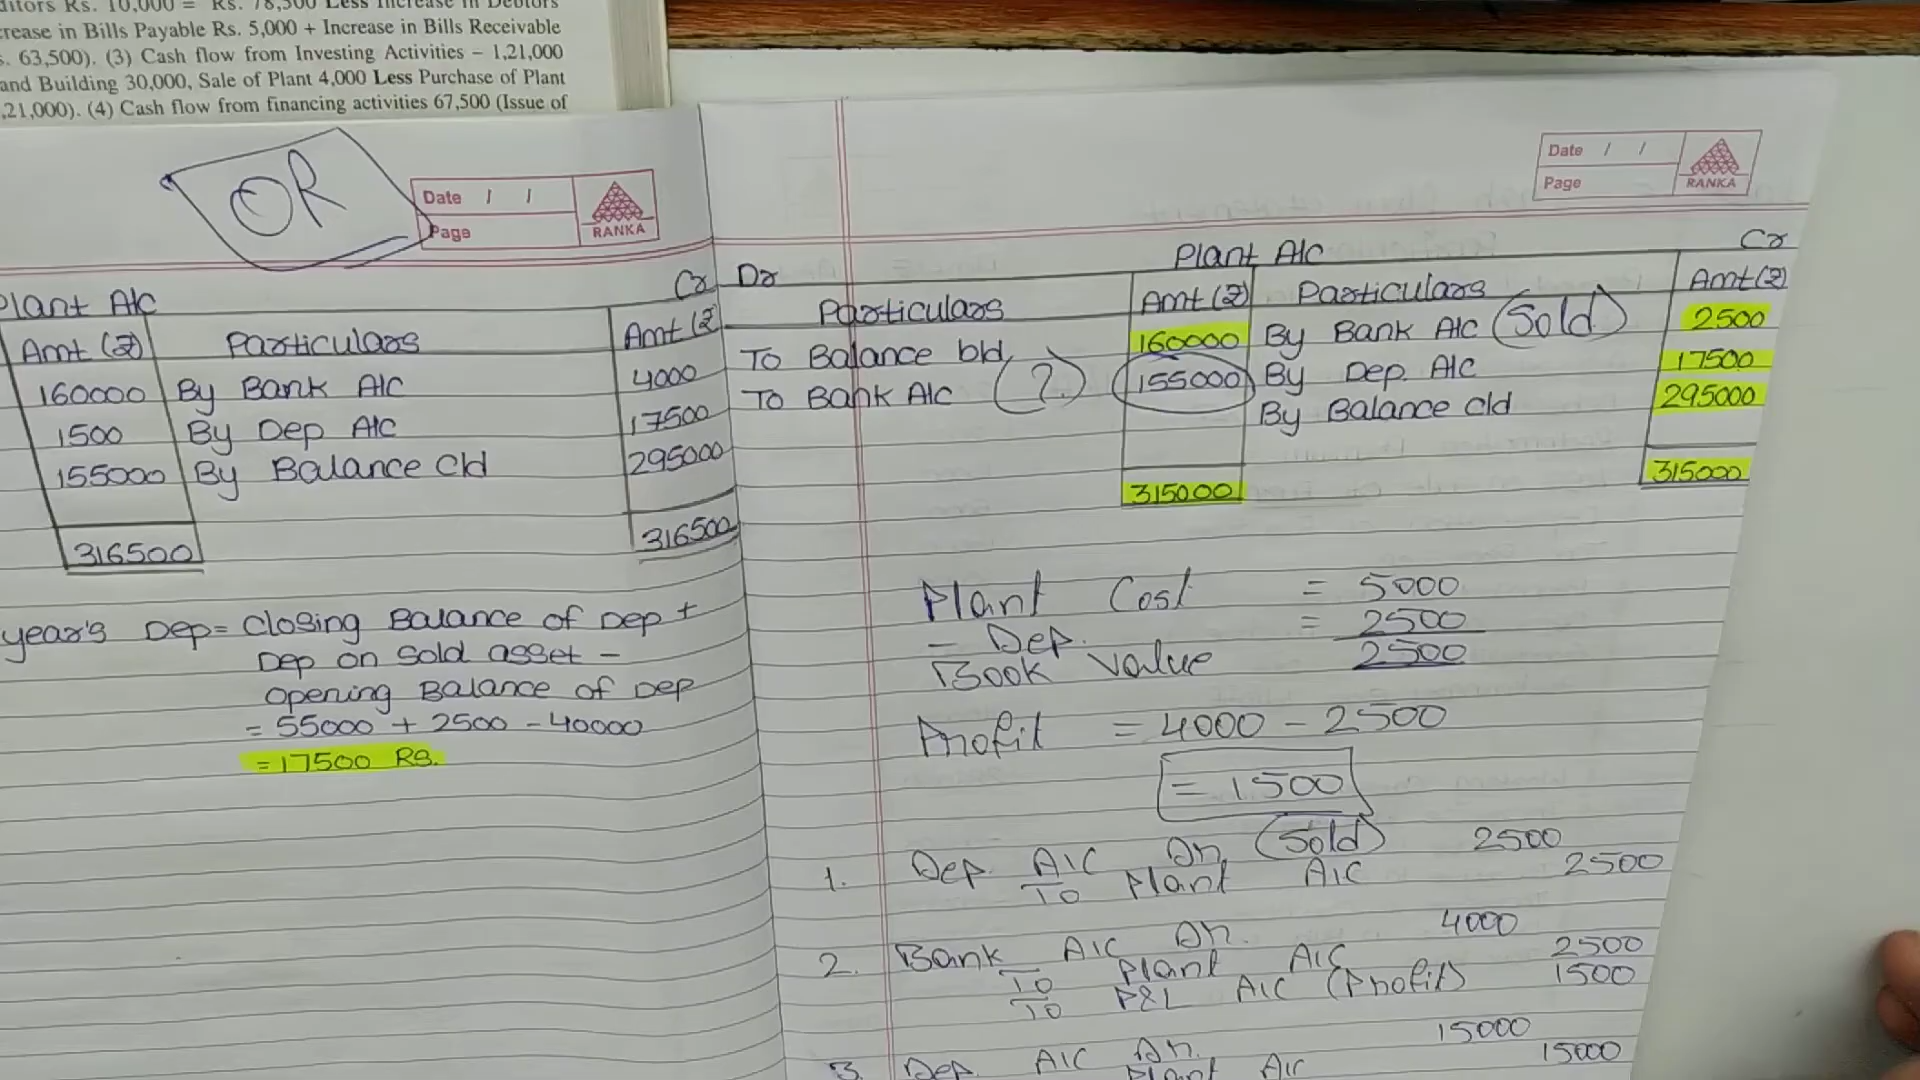 ditors Rs. 10,000 = Rs. 78,500 Less Increase in Debtors
crease in Bills Payable Rs. 5,000 + Increase in Bills Receivable
s. 63,500). (3) Cash flow from Investing Activities – 1,21,000
and Building 30,000, Sale of Plant 4,000 Less Purchase of Plant
,21,000). (4) Cash flow from financing activities 67,500 (Issue of
OR
Date / /
Page
RANKA
Plant A/c
Cr
Amt (₹) Particulars Amt (₹
160000 By Bank A/c 4000
1500 By Dep A/c 17500
155000 By Balance c/d 295000
316500 316500
year's Dep = Closing Balance of Dep +
Dep on sold asset –
Opening Balance of Dep
= 55000 + 2500 – 40000
= 17500 Rs.
Date / /
Page
RANKA
Dr Plant A/c Cr
Particulars Amt (₹) Particulars Amt (₹)
To Balance b/d 160000 By Bank A/c (Sold) 2500
To Bank A/c (?) 155000 By Dep. A/c 17500
By Balance c/d 295000
315000 315000
Plant Cost = 5000
– Dep. = 2500
Book Value 2500
Profit = 4000 – 2500
= 1500
1. Dep. A/c Dr. (Sold) 2500
To Plant A/c 2500
2. Bank A/c Dr. 4000
To Plant A/c 2500
To P&L A/c (Profit) 1500
3. Dep. A/c Dr. 15000
Plant A/c 15000